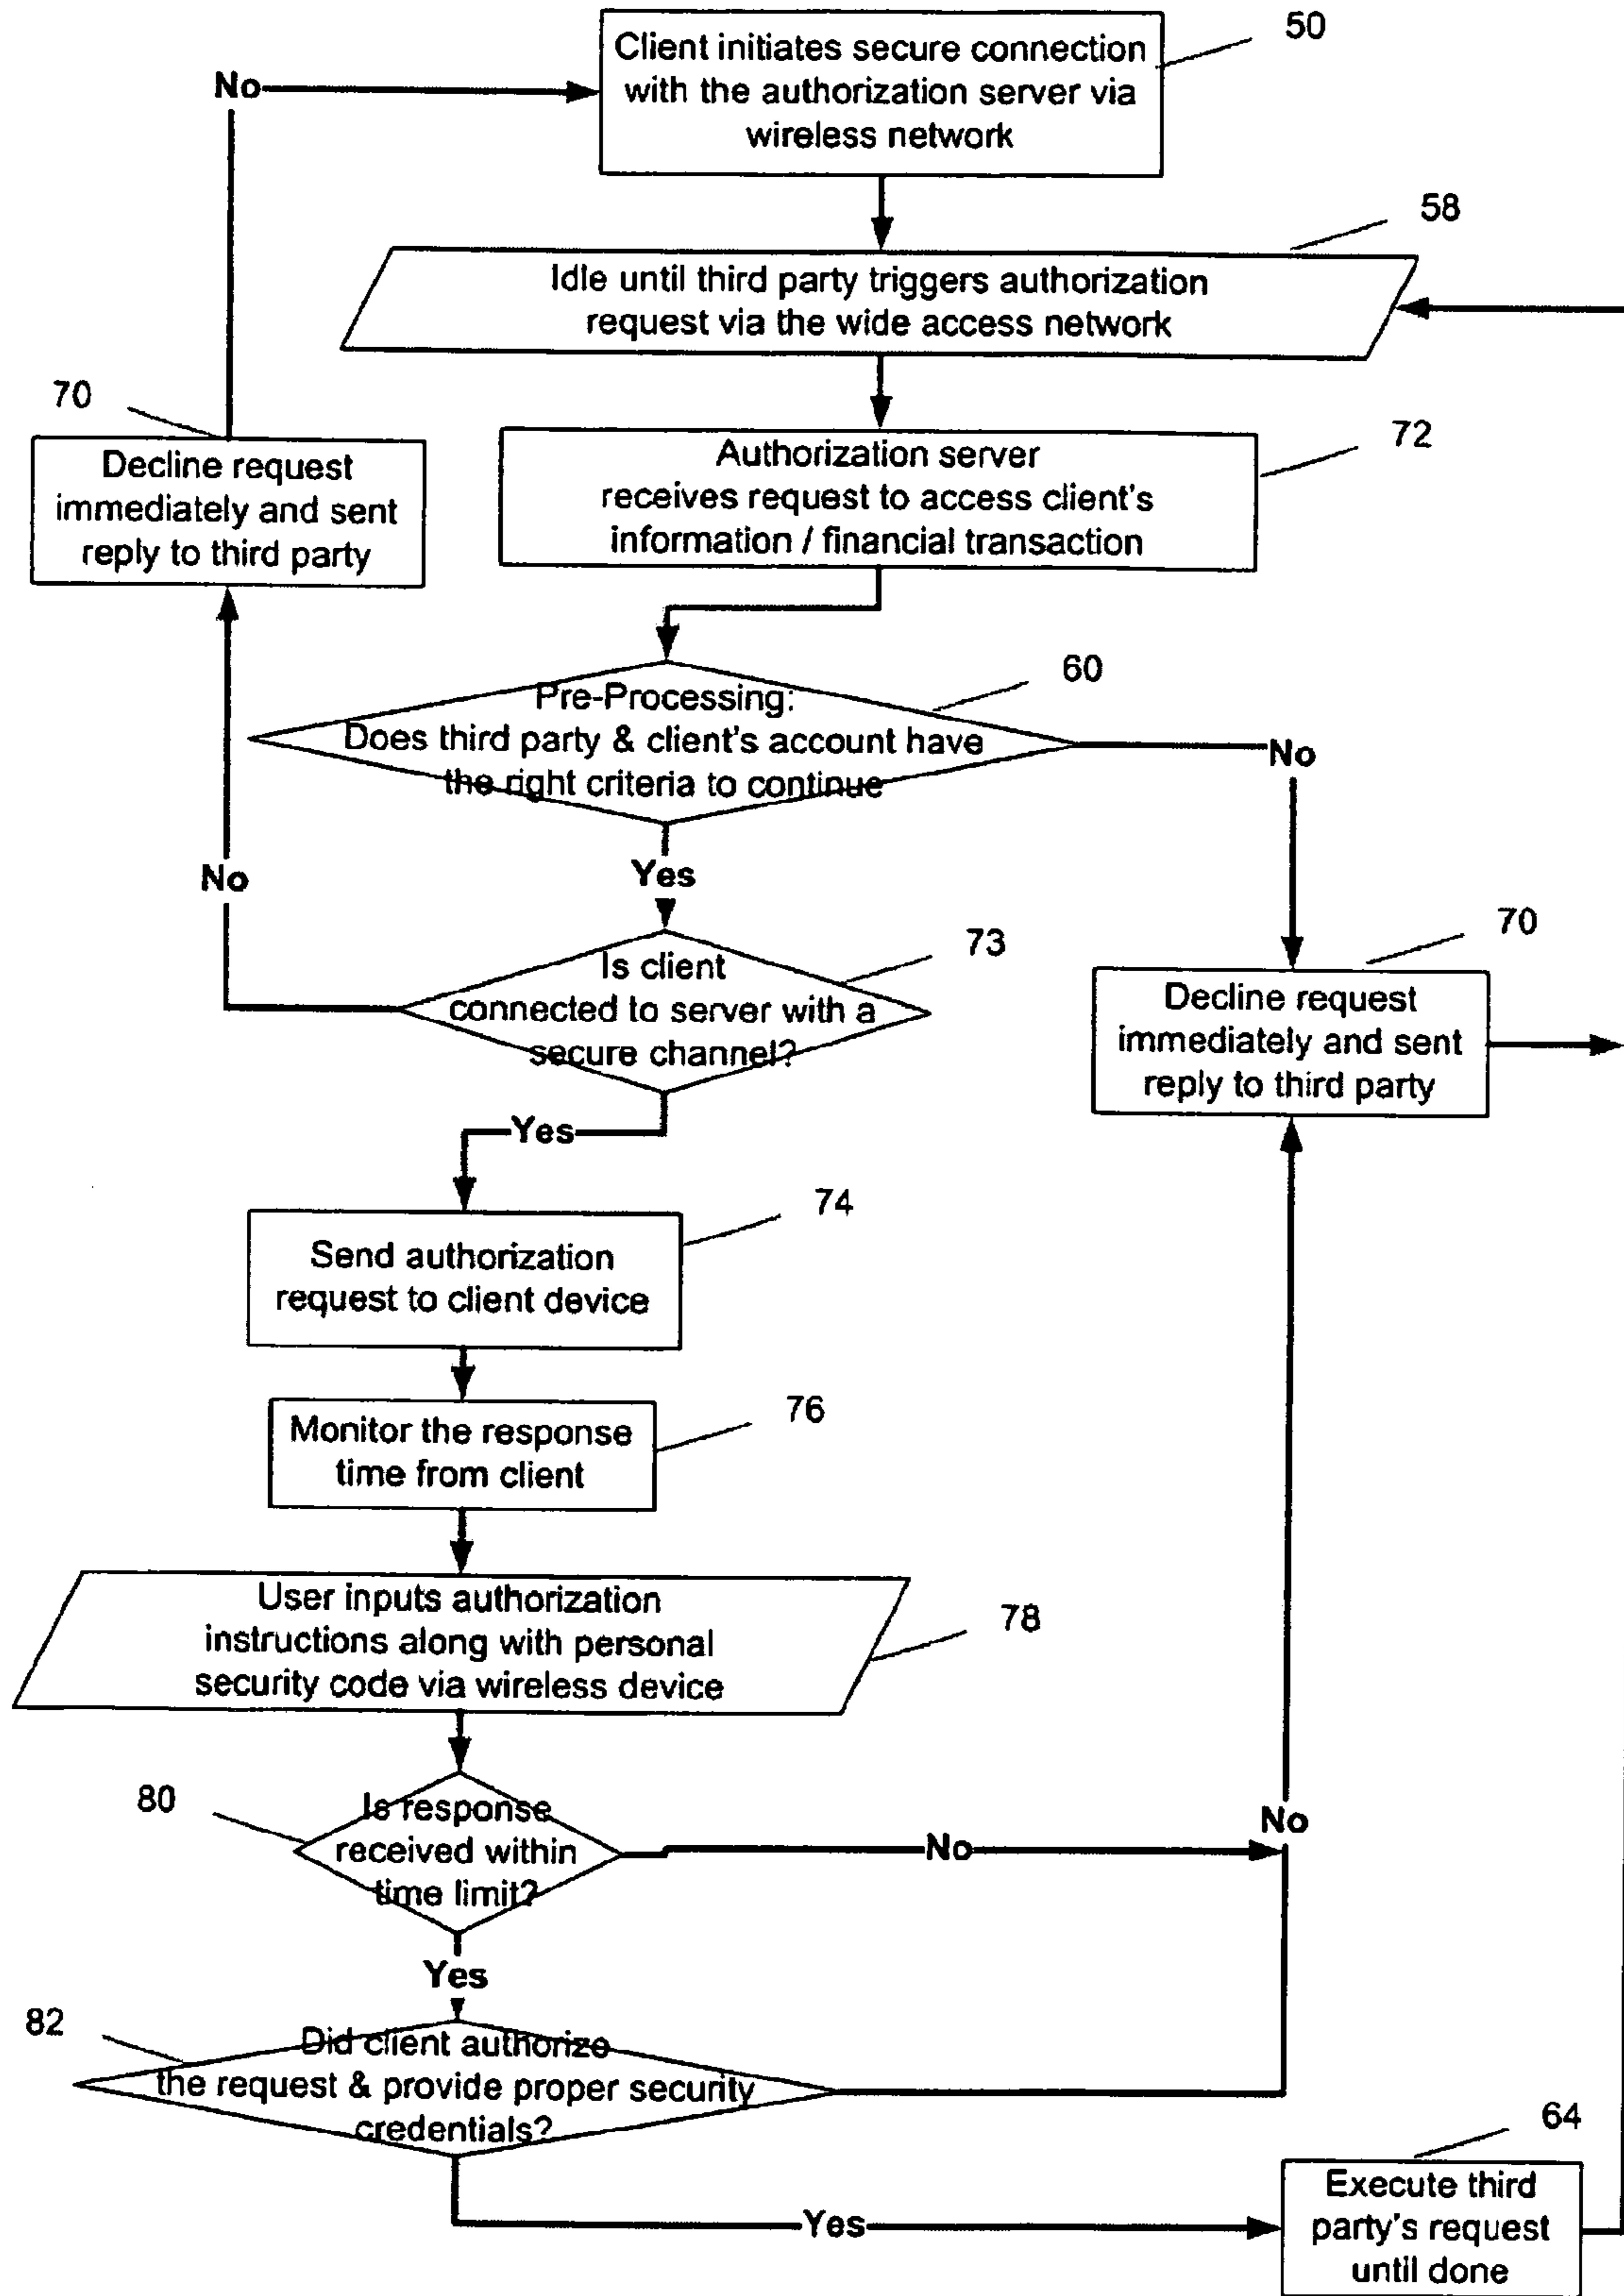 50
Client initiates secure connection
with the authorization server via
wireless network
No
58
Idle until third party triggers authorization
request via the wide access network
70
Decline request
immediately and sent
reply to third party
72
Authorization server
receives request to access client's
information / financial transaction
60
Pre-Processing:
Does third party & client's account have
the right criteria to continue
No
Yes
No
73
Is client
connected to server with a
secure channel?
70
Decline request
immediately and sent
reply to third party
Yes
74
Send authorization
request to client device
76
Monitor the response
time from client
78
User inputs authorization
instructions along with personal
security code via wireless device
80
Is response
received within
time limit?
No
No
Yes
82
Did client authorize
the request & provide proper security
credentials?
64
Execute third
party's request
until done
Yes